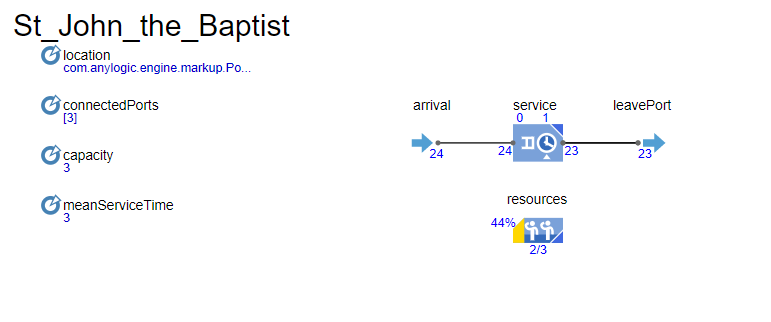 St_John_the_Baptist
location
com.anylogic.engine.markup.Po...
connectedPorts
[3]
capacity
3
meanServiceTime
3
arrival service leavePort
0 1
24 24 23 23
resources
44%
2/3